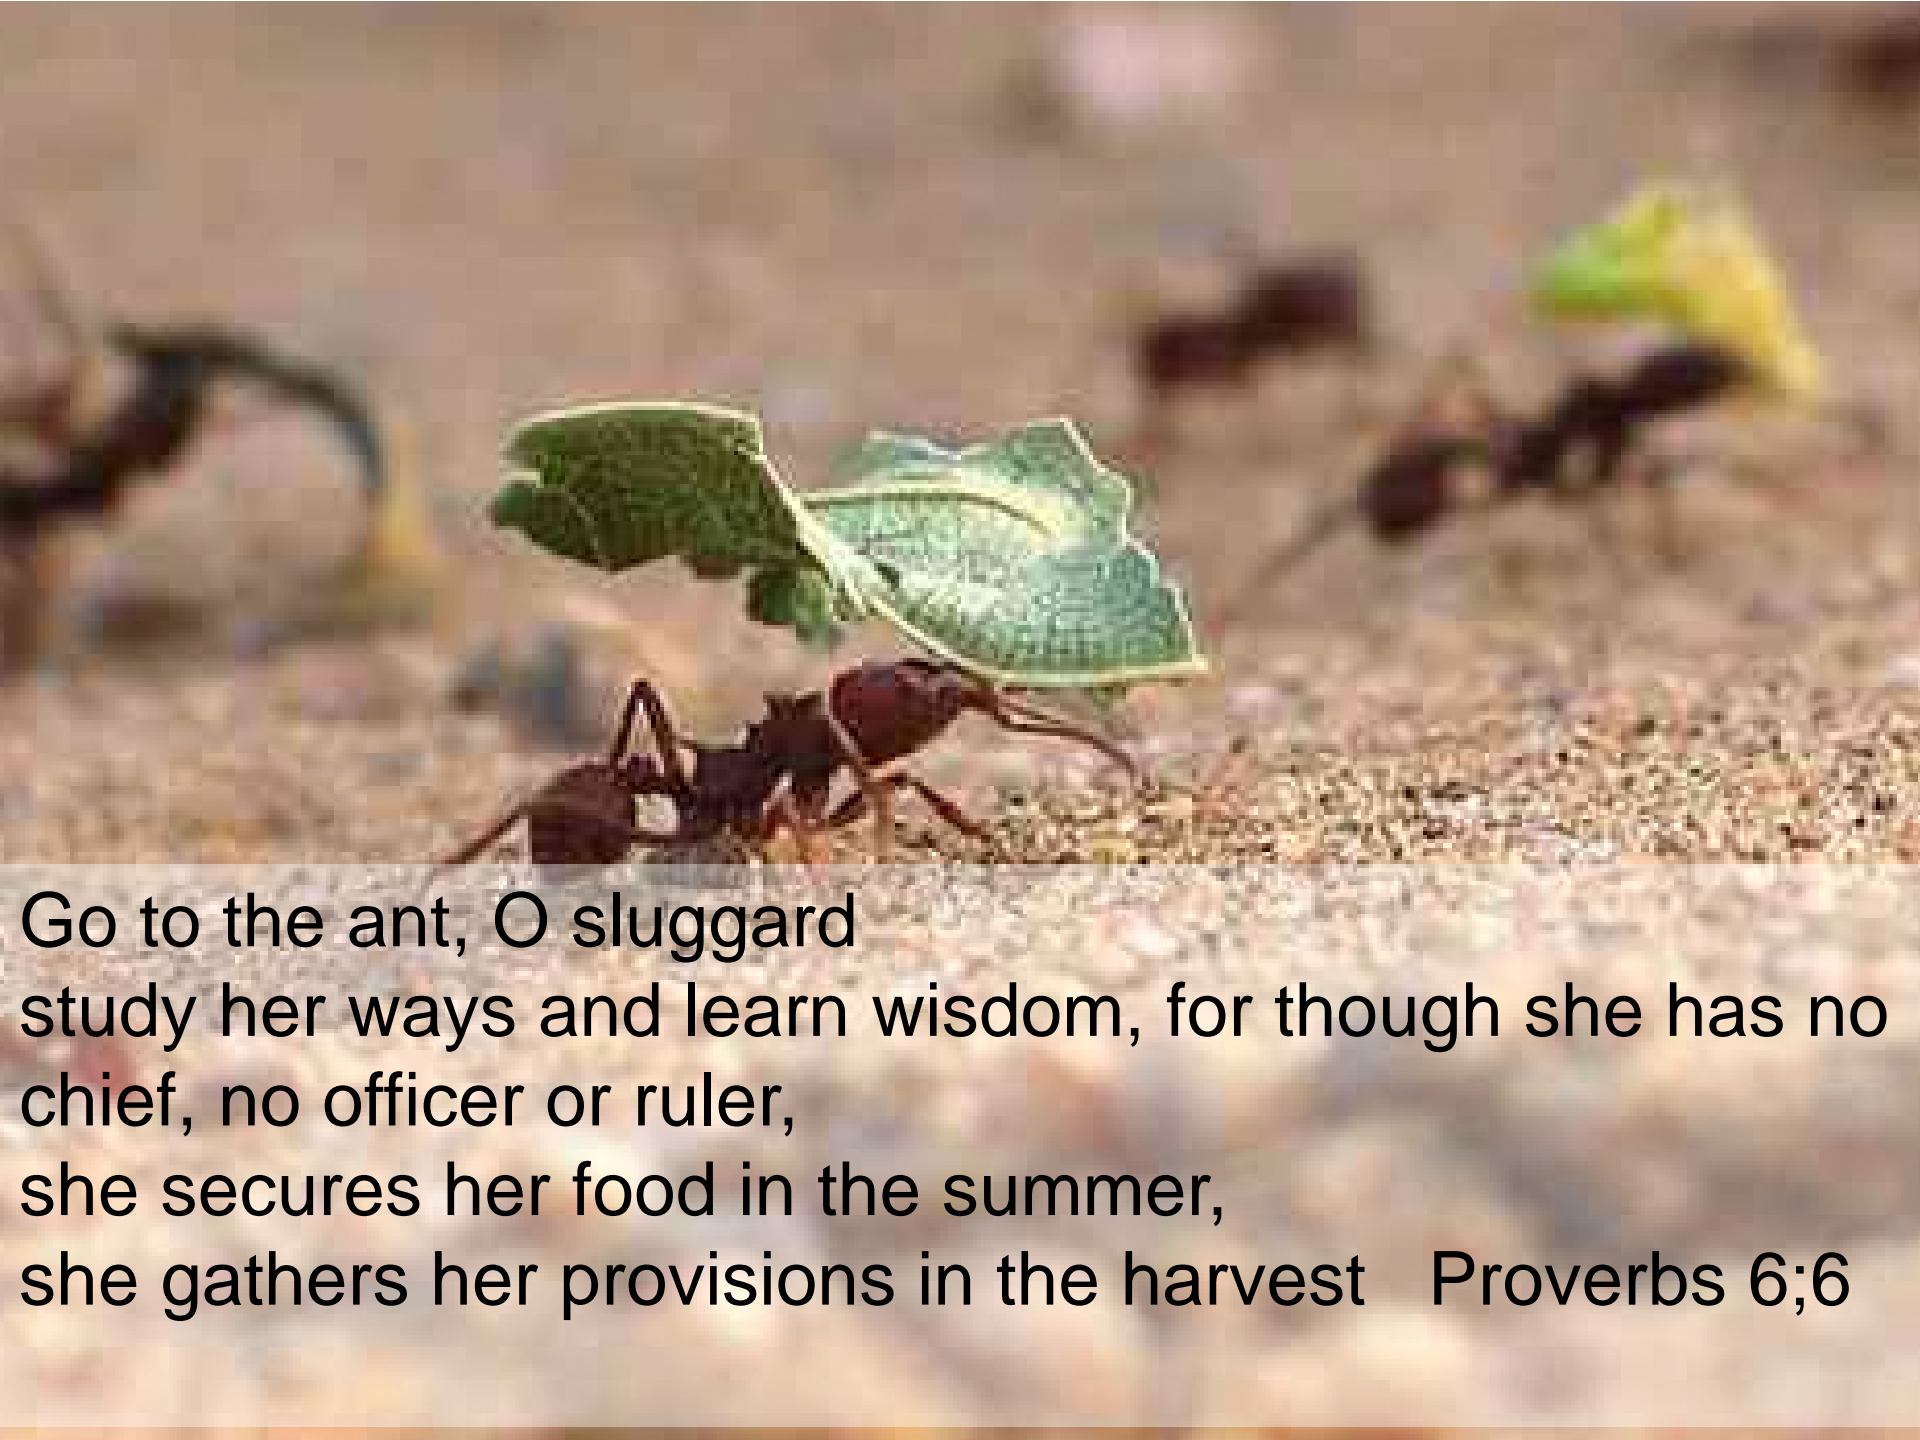 Go to the ant, O sluggard
study her ways and learn wisdom, for though she has no
chief, no officer or ruler,
she secures her food in the summer,
she gathers her provisions in the harvest   Proverbs 6;6